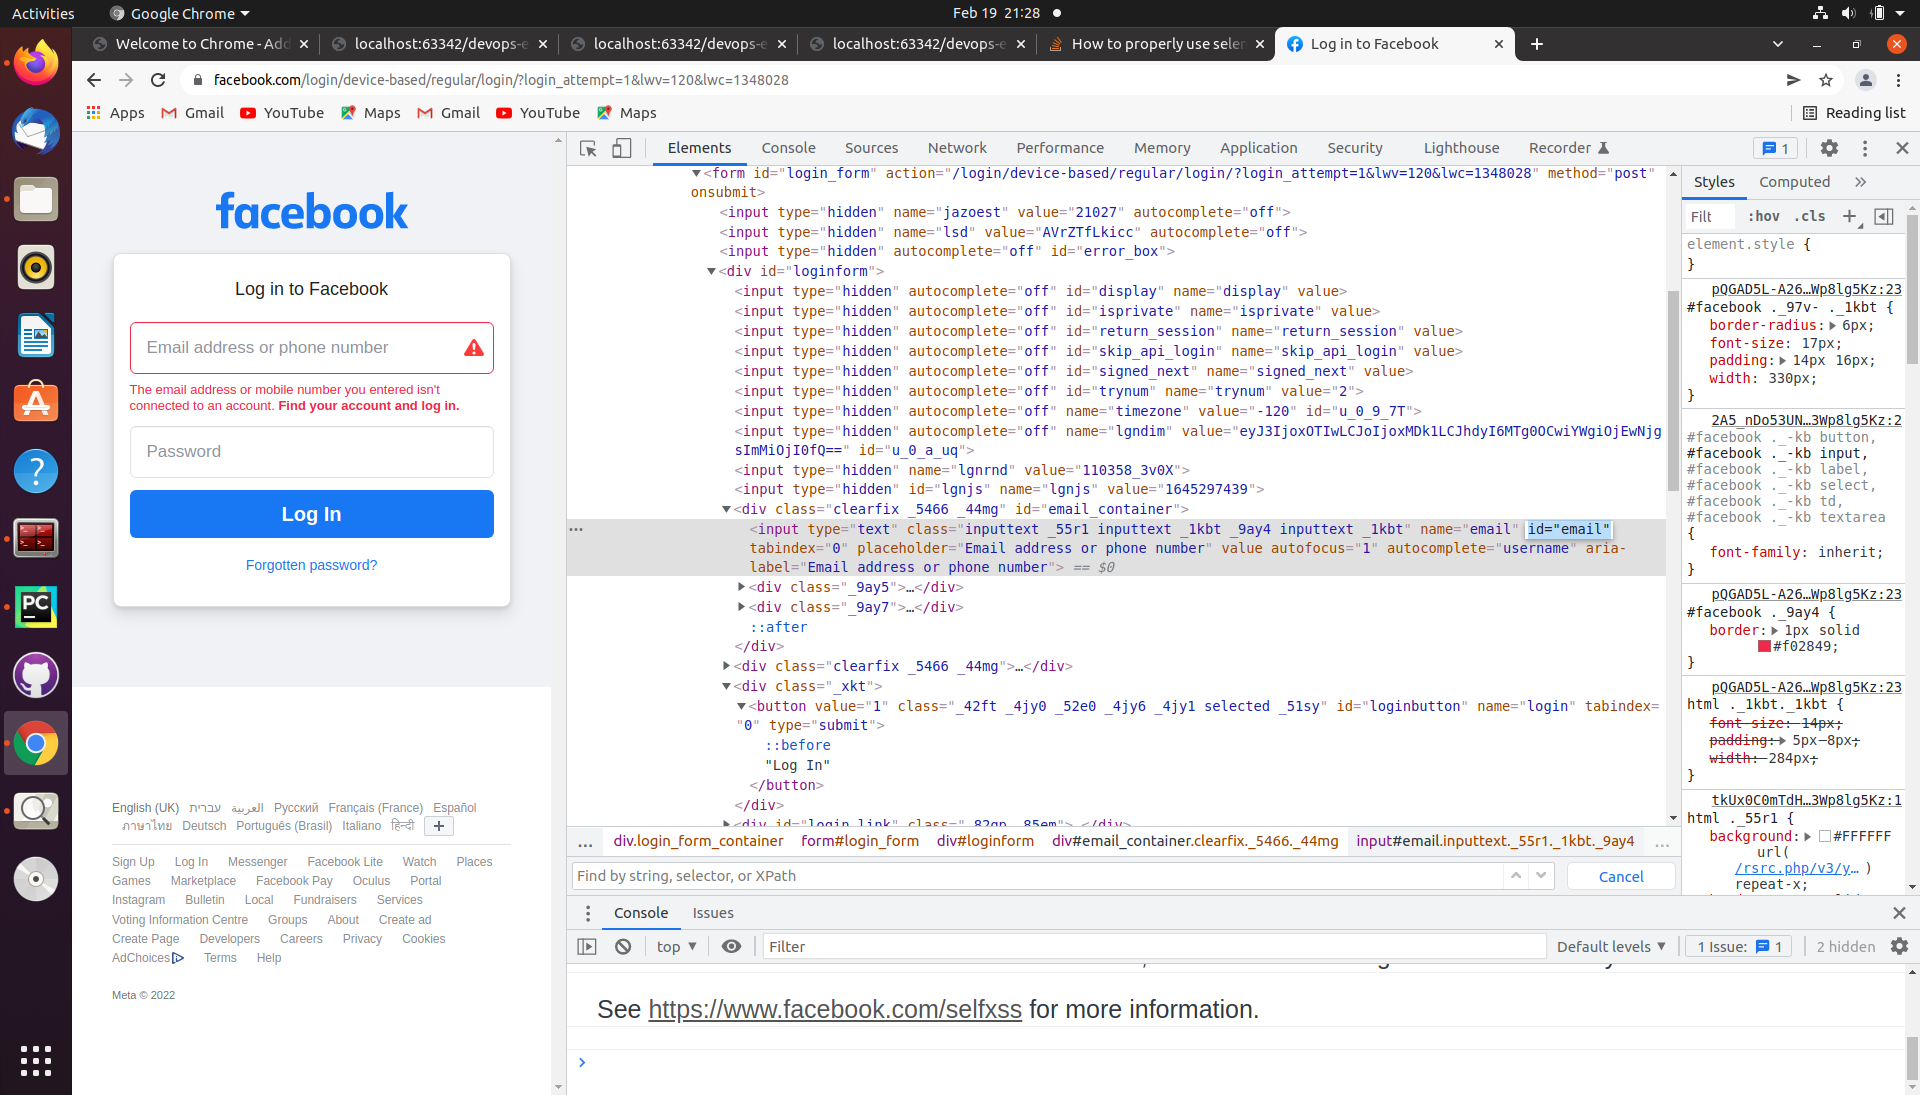 Activities
Google Chrome
Feb 19 21:28
Welcome to Chrome - Add
localhost:63342/devops-e
localhost:63342/devops-e
localhost:63342/devops-e
How to properly use selen
Log in to Facebook
facebook.com/login/device-based/regular/login/?login_attempt=1&lwv=120&lwc=1348028
Apps
Gmail
YouTube
Maps
Gmail
YouTube
Maps
Reading list
facebook
Log in to Facebook
Email address or phone number
The email address or mobile number you entered isn't
connected to an account. Find your account and log in.
Password
Log In
Forgotten password?
English (UK) עברית العربية Русский Français (France) Español
ภาษาไทย Deutsch Português (Brasil) Italiano हिन्दी +
Sign Up Log In Messenger Facebook Lite Watch Places
Games Marketplace Facebook Pay Oculus Portal
Instagram Bulletin Local Fundraisers Services
Voting Information Centre Groups About Create ad
Create Page Developers Careers Privacy Cookies
AdChoices Terms Help
Meta © 2022
Elements Console Sources Network Performance Memory Application Security Lighthouse Recorder 1
<form id="login_form" action="/login/device-based/regular/login/?login_attempt=1&lwv=120&lwc=1348028" method="post"
onsubmit>
<input type="hidden" name="jazoest" value="21027" autocomplete="off">
<input type="hidden" name="lsd" value="AVrZTfLkicc" autocomplete="off">
<input type="hidden" autocomplete="off" id="error_box">
<div id="loginform">
<input type="hidden" autocomplete="off" id="display" name="display" value>
<input type="hidden" autocomplete="off" id="isprivate" name="isprivate" value>
<input type="hidden" autocomplete="off" id="return_session" name="return_session" value>
<input type="hidden" autocomplete="off" id="skip_api_login" name="skip_api_login" value>
<input type="hidden" autocomplete="off" id="signed_next" name="signed_next" value>
<input type="hidden" autocomplete="off" id="trynum" name="trynum" value="2">
<input type="hidden" autocomplete="off" name="timezone" value="-120" id="u_0_9_7T">
<input type="hidden" autocomplete="off" name="lgndim" value="eyJ3IjoxOTIwLCJoIjoxMDk1LCJhdyI6MTg0OCwiYWgiOjEwNjg
sImMiOjI0fQ==" id="u_0_a_uq">
<input type="hidden" name="lgnrnd" value="110358_3v0X">
<input type="hidden" id="lgnjs" name="lgnjs" value="1645297439">
<div class="clearfix _5466 _44mg" id="email_container">
<input type="text" class="inputtext _55r1 inputtext _1kbt _9ay4 inputtext _1kbt" name="email" id="email"
tabindex="0" placeholder="Email address or phone number" value autofocus="1" autocomplete="username" aria-
label="Email address or phone number"> == $0
<div class="_9ay5">…</div>
<div class="_9ay7">…</div>
::after
</div>
<div class="clearfix _5466 _44mg">…</div>
<div class="_xkt">
<button value="1" class="_42ft _4jy0 _52e0 _4jy6 _4jy1 selected _51sy" id="loginbutton" name="login" tabindex=
"0" type="submit">
::before
"Log In"
</button>
</div>
<div id="login_link" class="_82qp _85em">…</div>
… div.login_form_container form#login_form div#loginform div#email_container.clearfix._5466._44mg input#email.inputtext._55r1._1kbt._9ay4 …
Find by string, selector, or XPath
Cancel
Styles Computed »
Filt :hov .cls +
element.style {
}
pQGAD5L-A26…Wp8lg5Kz:23
#facebook ._97v- ._1kbt {
border-radius: 6px;
font-size: 17px;
padding: 14px 16px;
width: 330px;
}
2A5_nDo53UN…3Wp8lg5Kz:2
#facebook ._-kb button,
#facebook ._-kb input,
#facebook ._-kb label,
#facebook ._-kb select,
#facebook ._-kb td,
#facebook ._-kb textarea
{
font-family: inherit;
}
pQGAD5L-A26…Wp8lg5Kz:23
#facebook ._9ay4 {
border: 1px solid
#f02849;
}
pQGAD5L-A26…Wp8lg5Kz:23
html ._1kbt._1kbt {
font-size: 14px;
padding: 5px 8px;
width: 284px;
}
tkUx0C0mTdH…3Wp8lg5Kz:1
html ._55r1 {
background: #FFFFFF
url(
/rsrc.php/v3/y… )
repeat-x;
Console Issues
top Filter Default levels 1 Issue: 1 2 hidden
See https://www.facebook.com/selfxss for more information.